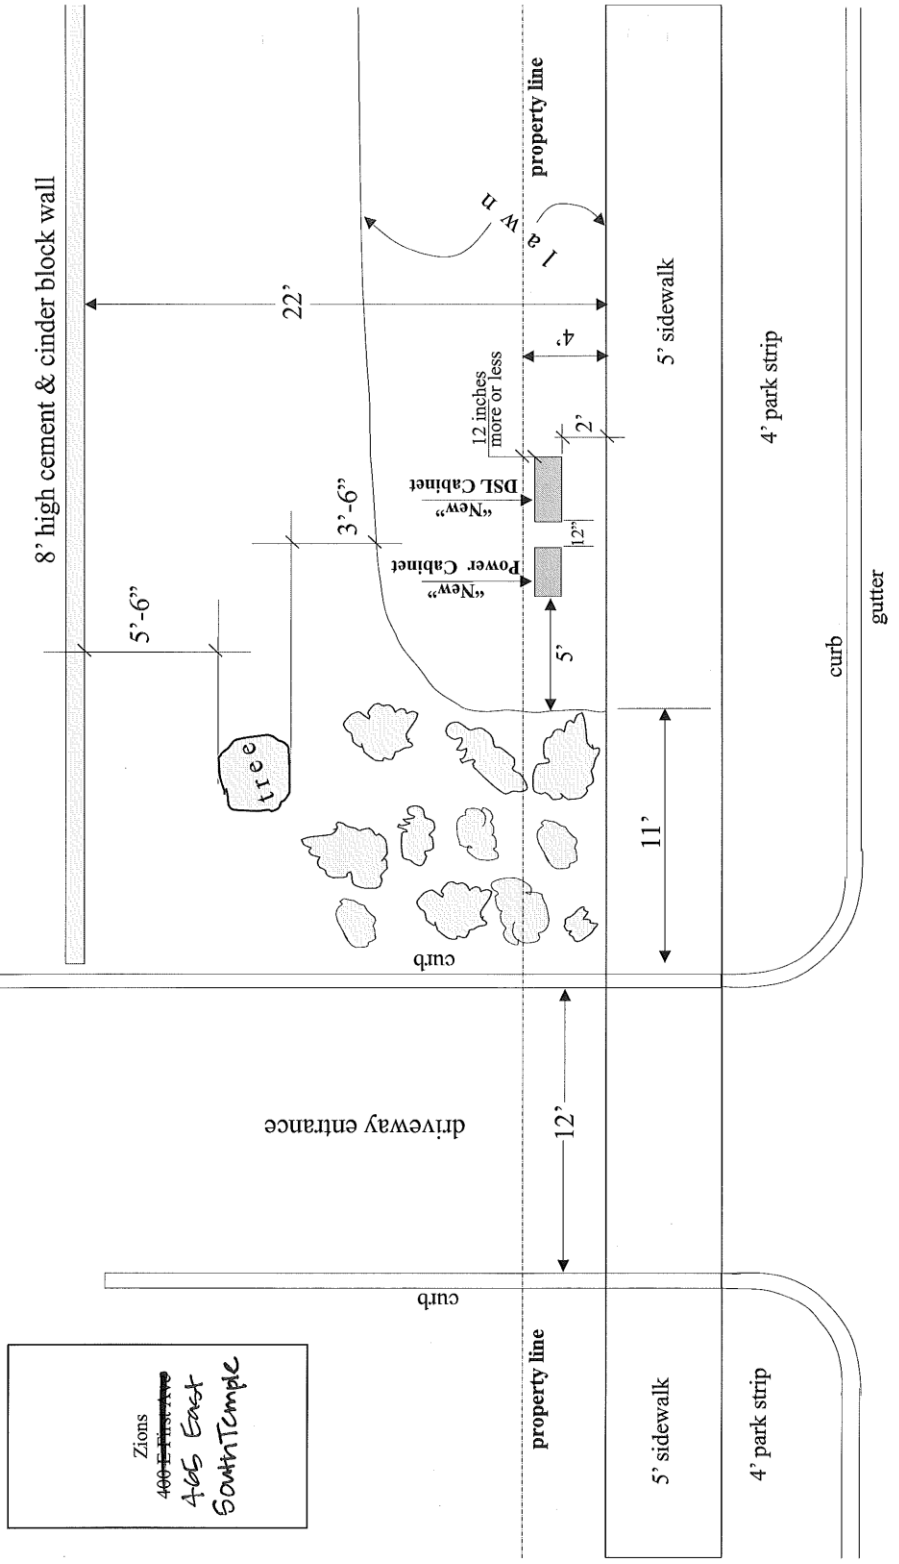 8’ high cement & cinder block wall
5’-6”
tree
3’-6”
22’
lawn
property line
4’
12 inches
more or less
2’
“New”
DSL Cabinet
12”
“New”
Power Cabinet
5’
5’ sidewalk
4’ park strip
11’
curb
gutter
curb
driveway entrance
12’
curb
property line
5’ sidewalk
4’ park strip
Zions
400 E First Ave
465 East
South Temple